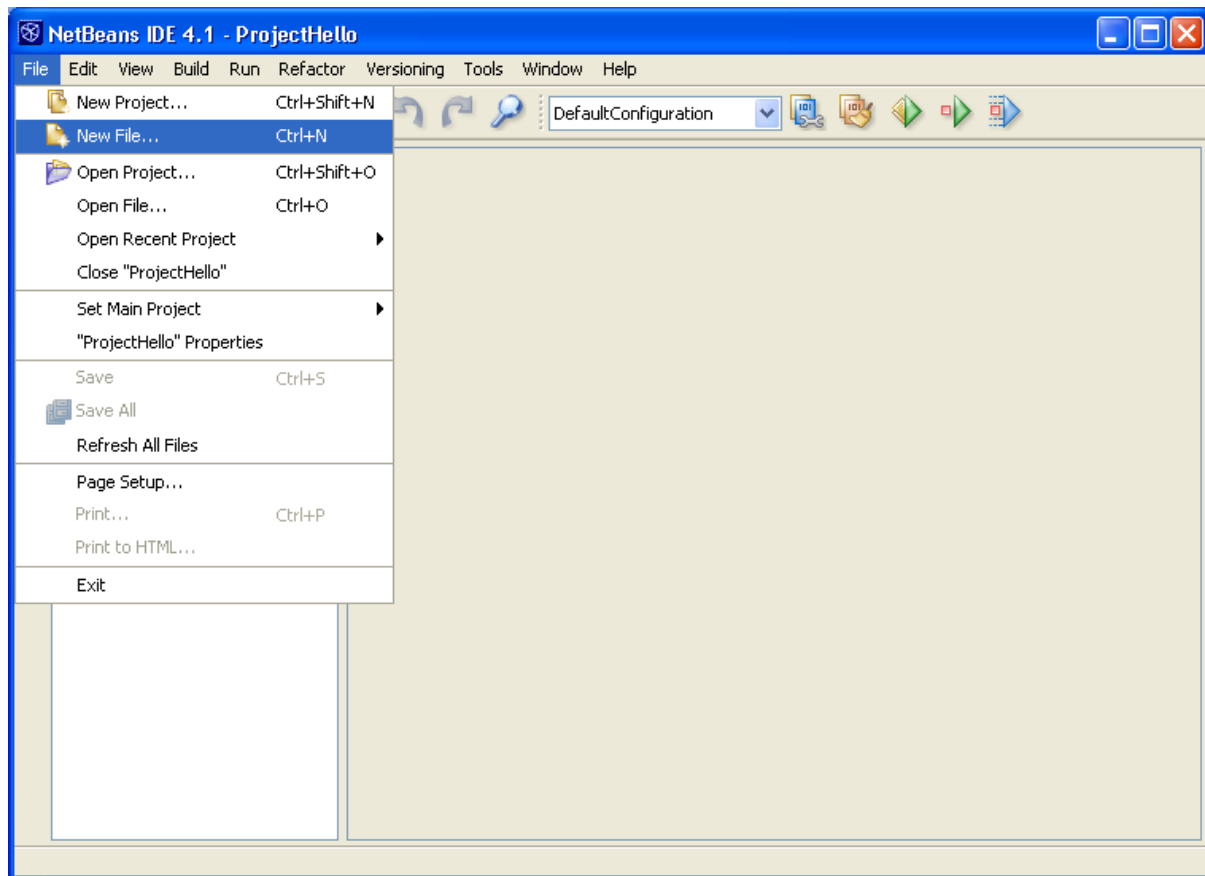 NetBeans IDE 4.1 - ProjectHello
File Edit View Build Run Refactor Versioning Tools Window Help
New Project... Ctrl+Shift+N
DefaultConfiguration
New File... Ctrl+N
Open Project... Ctrl+Shift+O
Open File... Ctrl+O
Open Recent Project
Close "ProjectHello"
Set Main Project
"ProjectHello" Properties
Save Ctrl+S
Save All
Refresh All Files
Page Setup...
Print... Ctrl+P
Print to HTML...
Exit